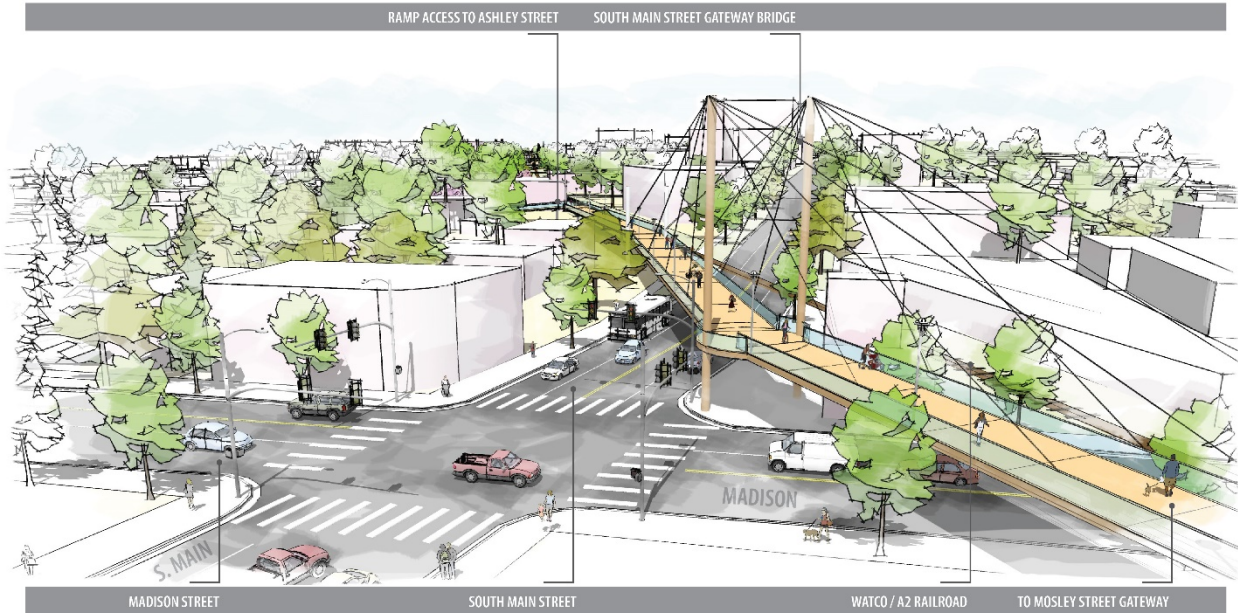 RAMP ACCESS TO ASHLEY STREET
SOUTH MAIN STREET GATEWAY BRIDGE
MADISON
S. MAIN
MADISON STREET
SOUTH MAIN STREET
WATCO / A2 RAILROAD
TO MOSLEY STREET GATEWAY